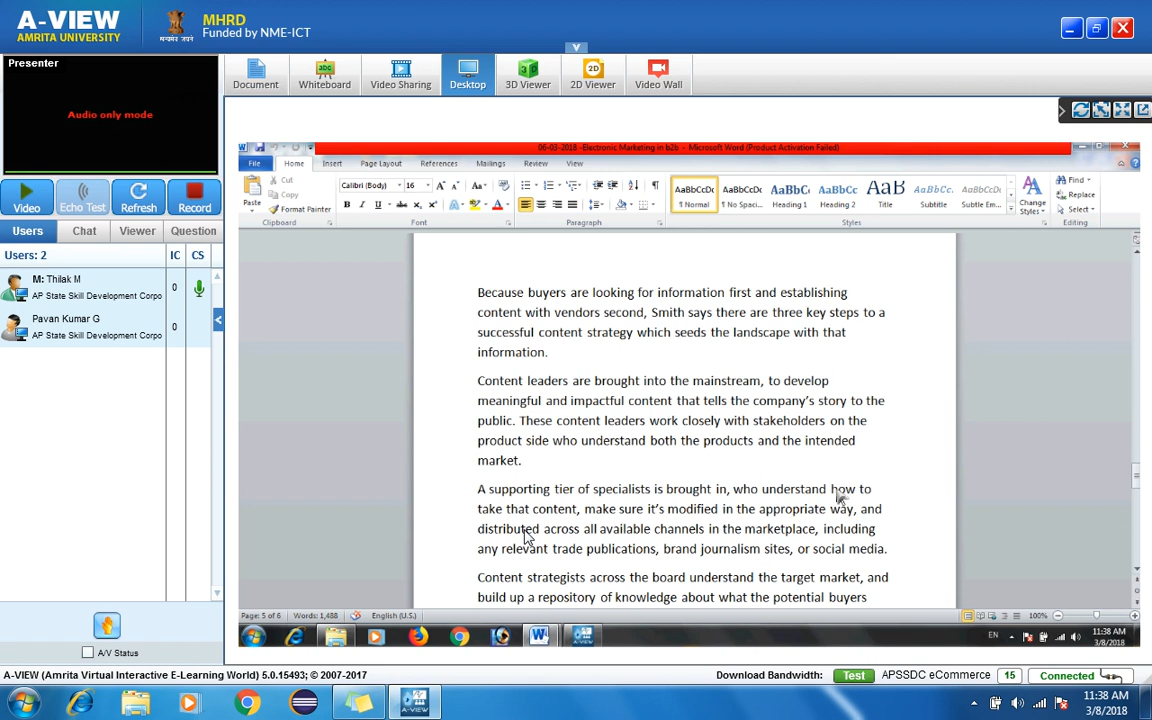 A-VIEW
AMRITA UNIVERSITY
MHRD
Funded by NME-ICT
Presenter
Audio only mode
Document
Whiteboard
Video Sharing
Desktop
3D Viewer
2D Viewer
Video Wall
Video
Echo Test
Refresh
Record
Users
Chat
Viewer
Question
Users: 2
IC
CS
M: Thilak M
AP State Skill Development Corpo
0
Pavan Kumar G
AP State Skill Development Corpo
0
A/V Status
06-03-2018 -Electronic Marketing in b2b - Microsoft Word (Product Activation Failed)
File Home Insert Page Layout References Mailings Review View
Paste
Cut
Copy
Format Painter
Clipboard
Calibri (Body) 16
Font
Paragraph
AaBbCcDc AaBbCcDc AaBbC AaBbCc AaB AaBbCc. AaBbCcDc
¶ Normal ¶ No Spaci... Heading 1 Heading 2 Title Subtitle Subtle Em...
Styles
Change Styles
Find
Replace
Select
Editing
Because buyers are looking for information first and establishing
content with vendors second, Smith says there are three key steps to a
successful content strategy which seeds the landscape with that
information.
Content leaders are brought into the mainstream, to develop
meaningful and impactful content that tells the company's story to the
public. These content leaders work closely with stakeholders on the
product side who understand both the products and the intended
market.
A supporting tier of specialists is brought in, who understand how to
take that content, make sure it's modified in the appropriate way, and
distributed across all available channels in the marketplace, including
any relevant trade publications, brand journalism sites, or social media.
Content strategists across the board understand the target market, and
build up a repository of knowledge about what the potential buyers
Page: 5 of 6 Words: 1,488 English (U.S.) 100%
EN 11:38 AM
3/8/2018
A-VIEW (Amrita Virtual Interactive E-Learning World) 5.0.15493; © 2007-2017
Download Bandwidth: Test APSSDC eCommerce 15 Connected
11:38 AM
3/8/2018